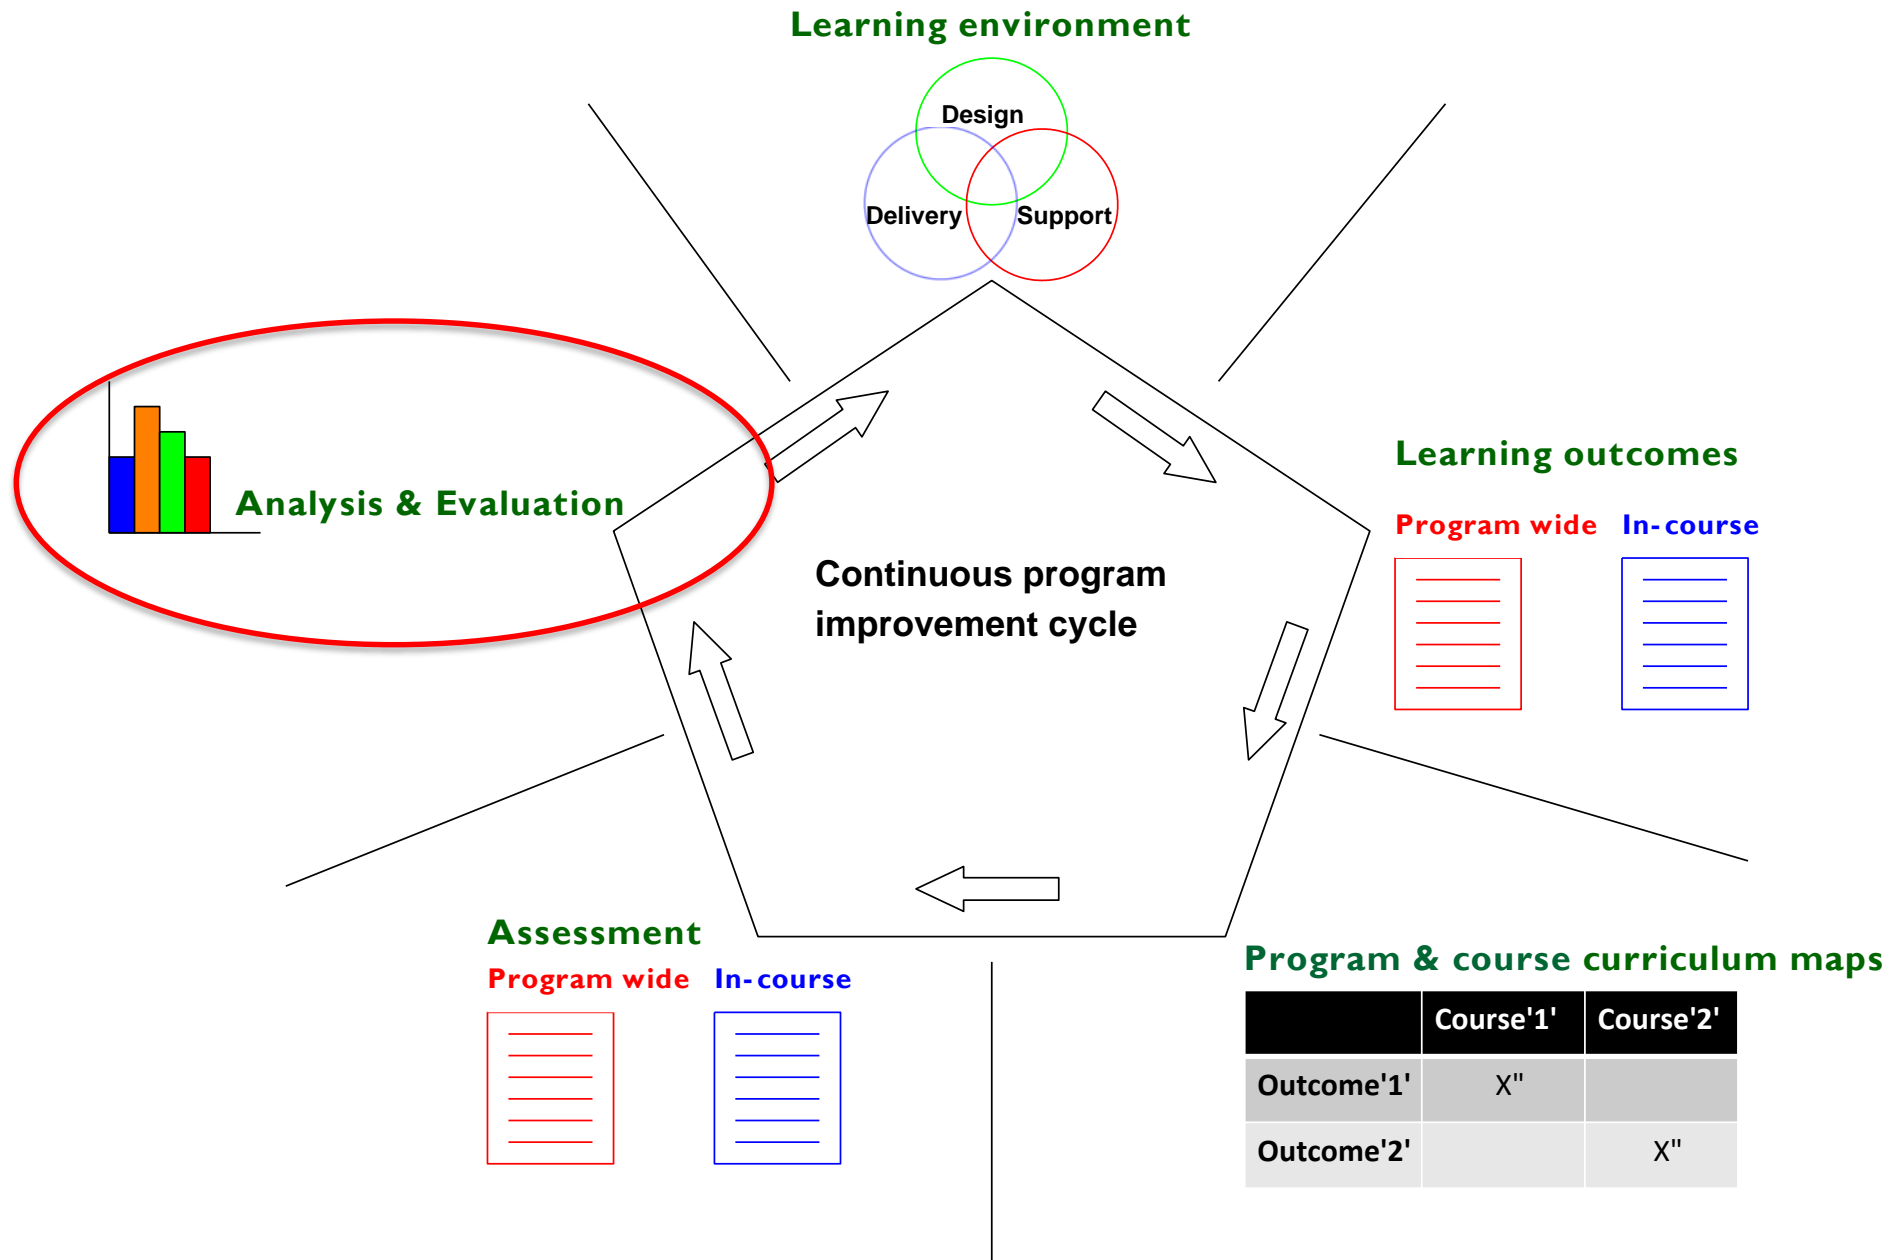 Learning environment
Design
Delivery
Support
Analysis & Evaluation
Learning outcomes
Program wide
In-course
Continuous program
improvement cycle
Assessment
Program wide
In-course
Program & course curriculum maps
Course'1'
Course'2'
Outcome'1'
X"
Outcome'2'
X"